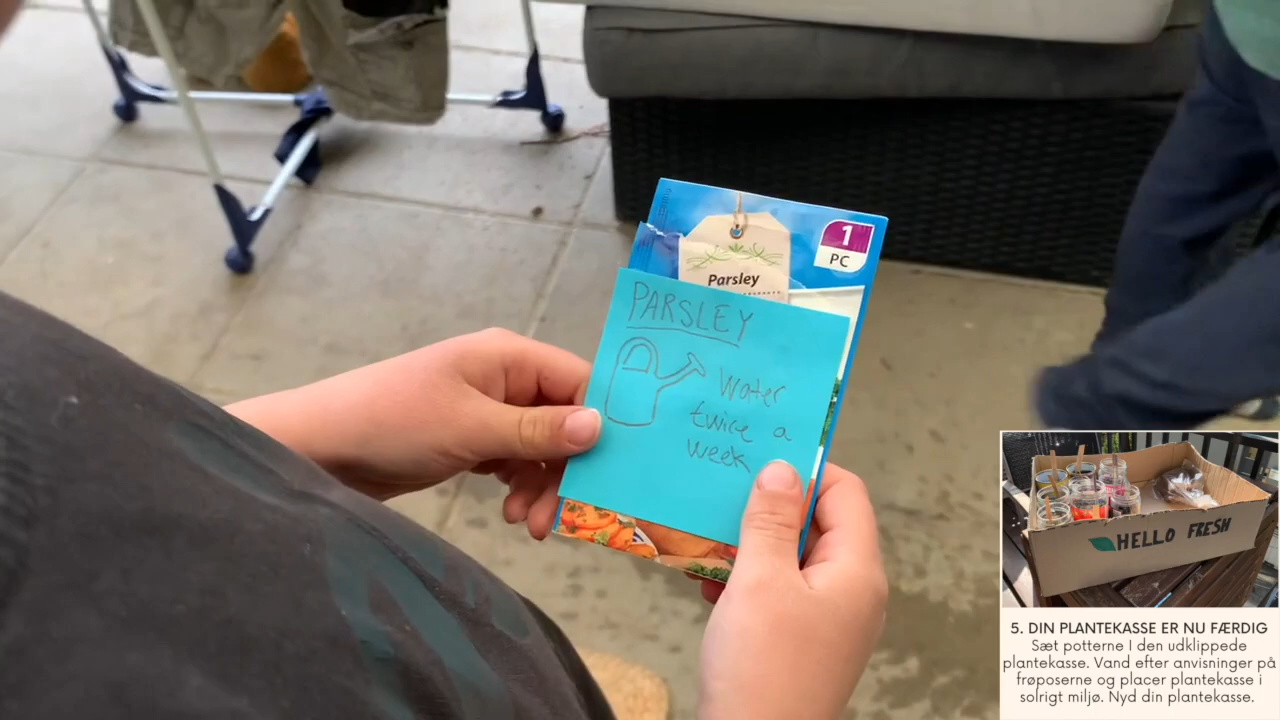 1
PC
Parsley
PARSLEY
Water
twice a
week
HELLO FRESH
5. DIN PLANTEKASSE ER NU FÆRDIG
Sæt potterne I den udklippede
plantekasse. Vand efter anvisninger på
frøposerne og placer plantekasse i
solrigt miljø. Nyd din plantekasse.